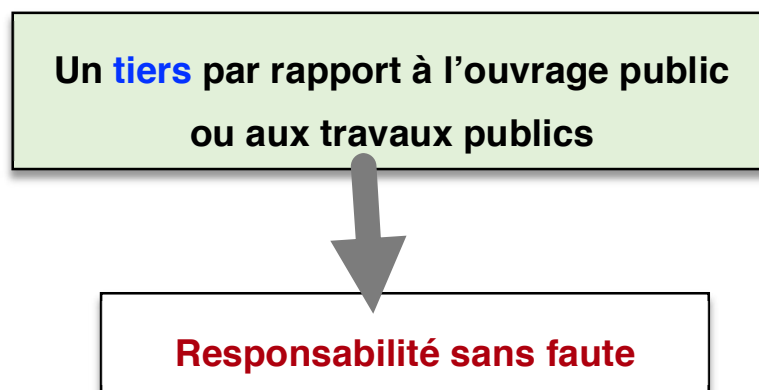 Un tiers par rapport à l’ouvrage public
ou aux travaux publics
Responsabilité sans faute